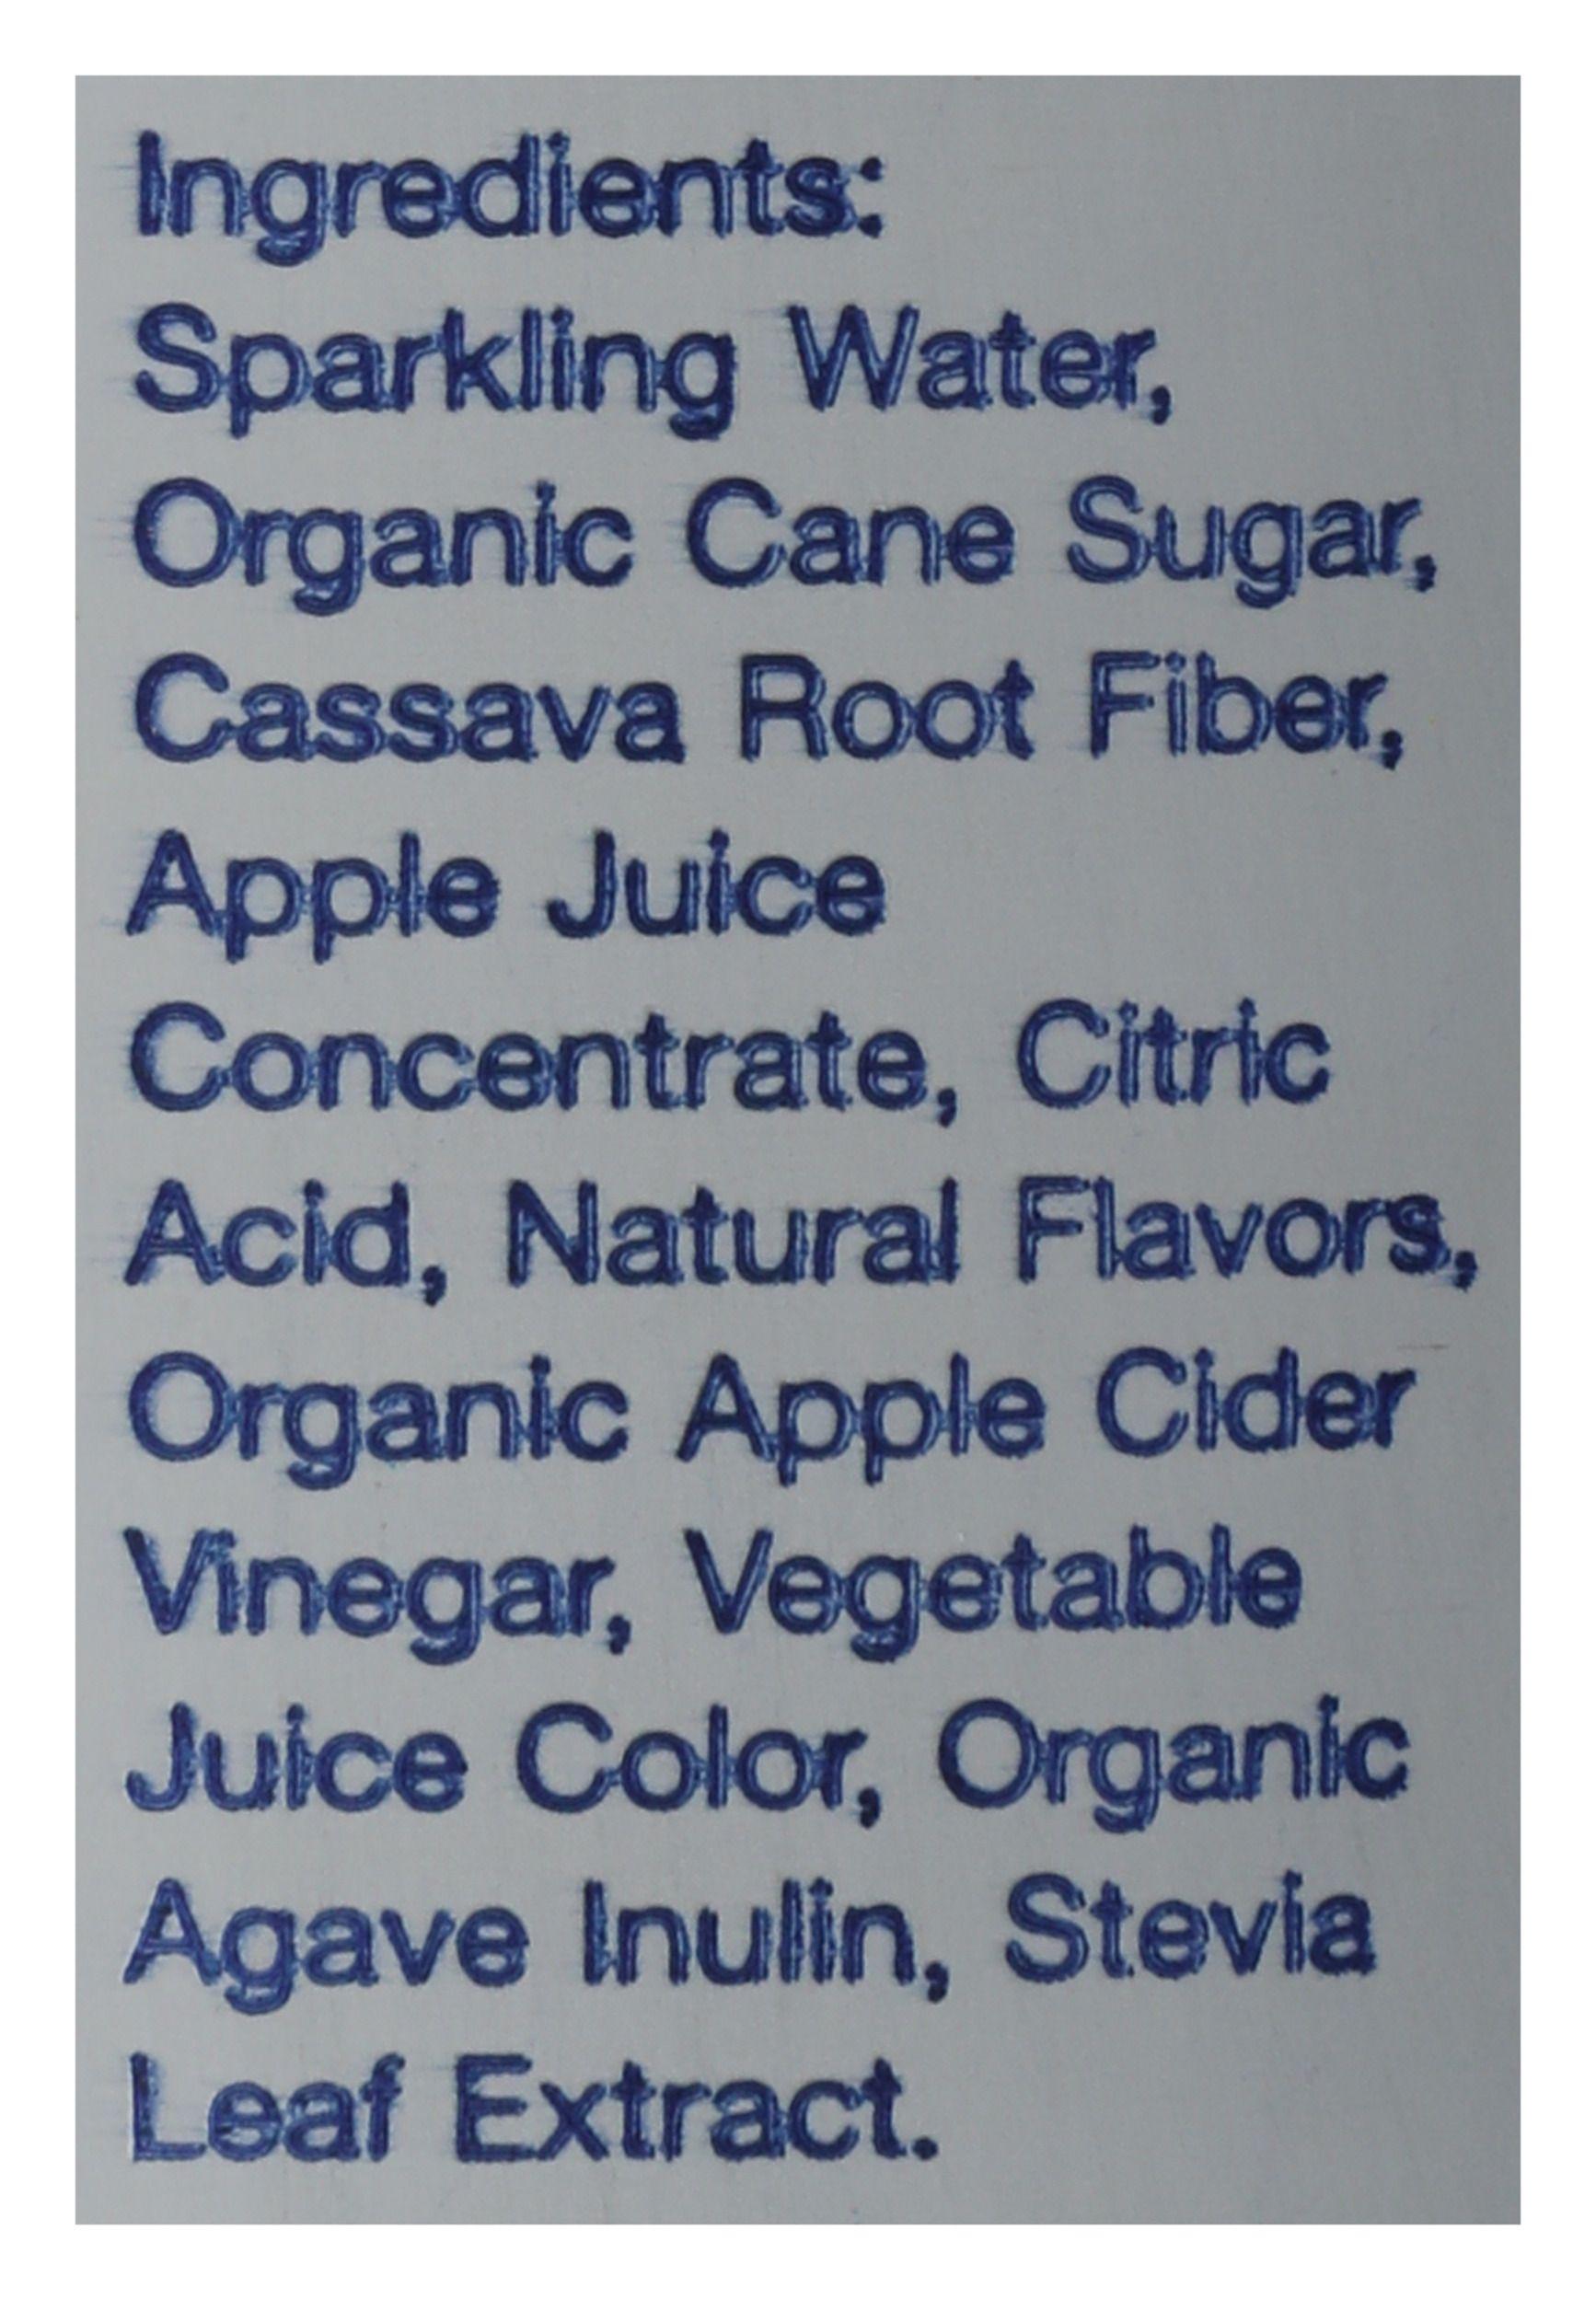 Ingredients:
Sparkling Water,
Organic Cane Sugar,
Cassava Root Fiber,
Apple Juice
Concentrate, Citric
Acid, Natural Flavors,
Organic Apple Cider
Vinegar, Vegetable
Juice Color, Organic
Agave Inulin, Stevia
Leaf Extract.